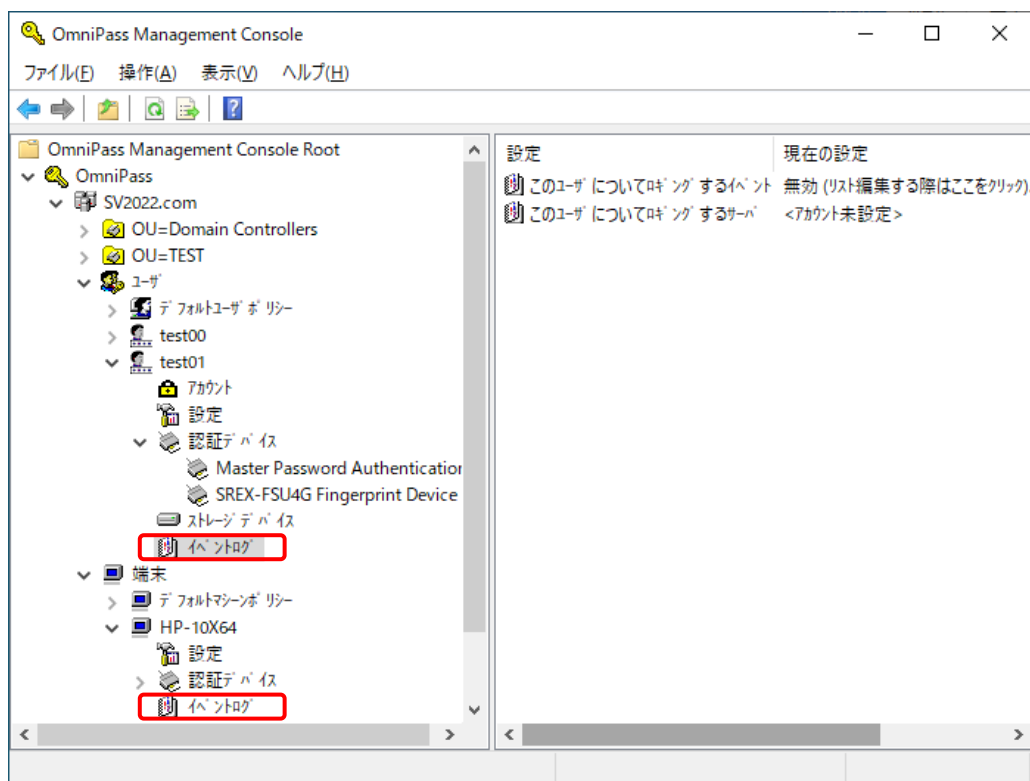 OmniPass Management Console
ファイル(F) 操作(A) 表示(V) ヘルプ(H)
OmniPass Management Console Root
OmniPass
SV2022.com
OU=Domain Controllers
OU=TEST
ﾕｰｻﾞ
ﾃﾞﾌｫﾙﾄﾕｰｻﾞﾎﾟﾘｼｰ
test00
test01
ｱｶｳﾝﾄ
設定
認証ﾃﾞﾊﾞｲｽ
Master Password Authentication
SREX-FSU4G Fingerprint Device
ｽﾄﾚｰｼﾞﾃﾞﾊﾞｲｽ
ｲﾍﾞﾝﾄﾛｸﾞ
端末
ﾃﾞﾌｫﾙﾄﾏｼｰﾝﾎﾟﾘｼｰ
HP-10X64
設定
認証ﾃﾞﾊﾞｲｽ
ｲﾍﾞﾝﾄﾛｸﾞ
設定 現在の設定
このﾕｰｻﾞについてﾛｷﾞﾝｸﾞするｲﾍﾞﾝﾄ 無効 (ﾘｽﾄ編集する際はここをｸﾘｯｸ).
このﾕｰｻﾞについてﾛｷﾞﾝｸﾞするｻｰﾊﾞ <ｱｶｳﾝﾄ未設定>